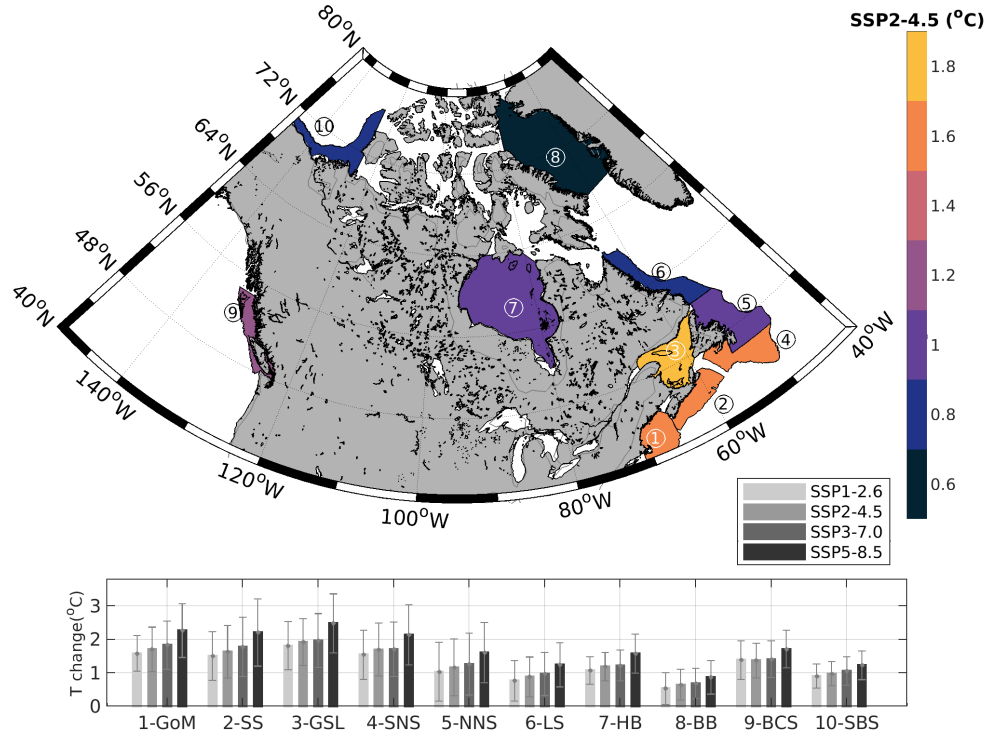 SSP2-4.5 (°C)
80°N
72°N
64°N
56°N
48°N
40°N
140°W
120°W
100°W
80°W
60°W
40°W
10
8
9
7
6
5
4
3
2
1
1.8
1.6
1.4
1.2
1
0.8
0.6
SSP1-2.6
SSP2-4.5
SSP3-7.0
SSP5-8.5
T change(°C)
3
2
1
0
1-GoM 2-SS 3-GSL 4-SNS 5-NNS 6-LS 7-HB 8-BB 9-BCS 10-SBS